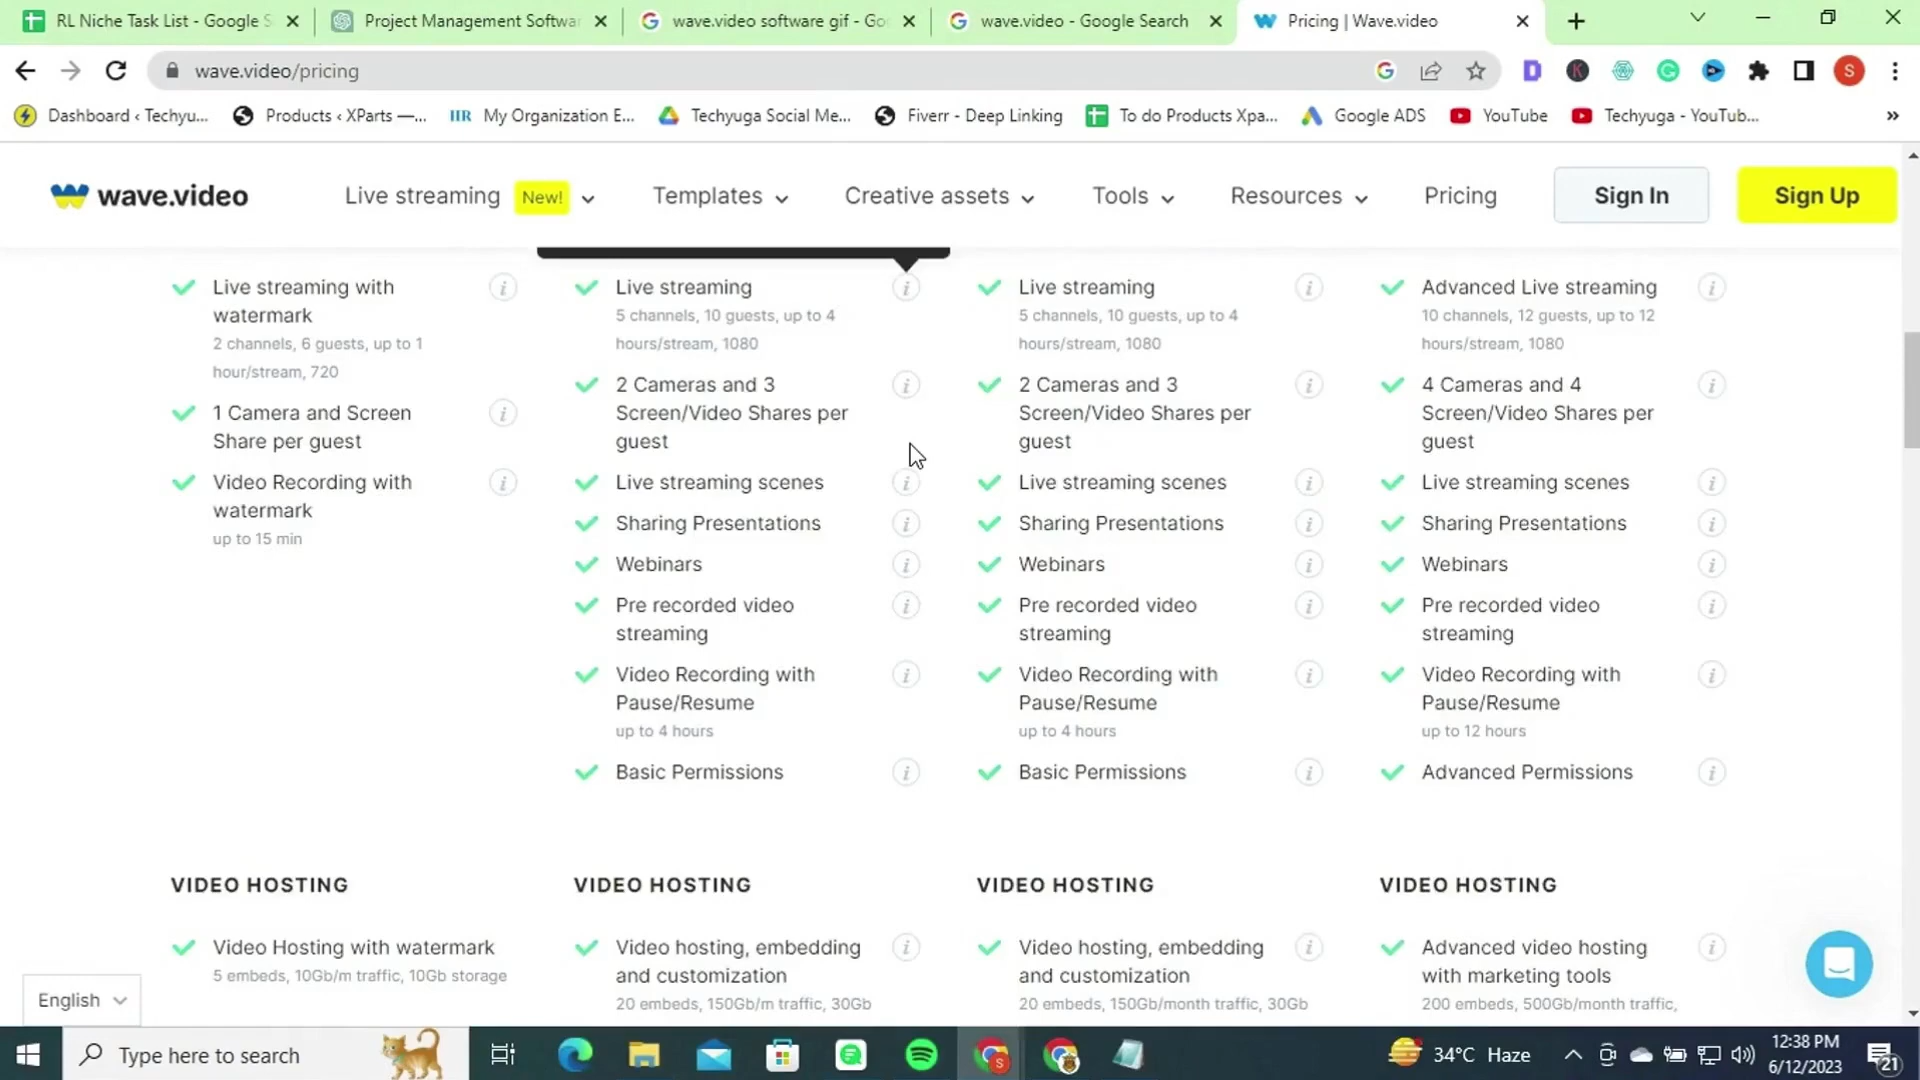 RL Niche Task List - Google S
Project Management Softwar
wave.video software gif - Goo
wave.video - Google Search
Pricing | Wave.video
wave.video/pricing
S
Dashboard ‹ Techyu...
Products ‹ XParts —...
My Organization E...
Techyuga Social Me...
Fiverr - Deep Linking
To do Products Xpa...
Google ADS
YouTube
Techyuga - YouTub...
»
wave.video
Live streaming New!
Templates
Creative assets
Tools
Resources
Pricing
Sign In
Sign Up
Live streaming with
watermark
2 channels, 6 guests, up to 1
hour/stream, 720
1 Camera and Screen
Share per guest
Video Recording with
watermark
up to 15 min
Live streaming
5 channels, 10 guests, up to 4
hours/stream, 1080
2 Cameras and 3
Screen/Video Shares per
guest
Live streaming scenes
Sharing Presentations
Webinars
Pre recorded video
streaming
Video Recording with
Pause/Resume
up to 4 hours
Basic Permissions
Live streaming
5 channels, 10 guests, up to 4
hours/stream, 1080
2 Cameras and 3
Screen/Video Shares per
guest
Live streaming scenes
Sharing Presentations
Webinars
Pre recorded video
streaming
Video Recording with
Pause/Resume
up to 4 hours
Basic Permissions
Advanced Live streaming
10 channels, 12 guests, up to 12
hours/stream, 1080
4 Cameras and 4
Screen/Video Shares per
guest
Live streaming scenes
Sharing Presentations
Webinars
Pre recorded video
streaming
Video Recording with
Pause/Resume
up to 12 hours
Advanced Permissions
VIDEO HOSTING
Video Hosting with watermark
5 embeds, 10Gb/m traffic, 10Gb storage
VIDEO HOSTING
Video hosting, embedding
and customization
20 embeds, 150Gb/m traffic, 30Gb
VIDEO HOSTING
Video hosting, embedding
and customization
20 embeds, 150Gb/month traffic, 30Gb
VIDEO HOSTING
Advanced video hosting
with marketing tools
200 embeds, 500Gb/month traffic,
English
Type here to search
34°C Haze
12:38 PM
6/12/2023
21